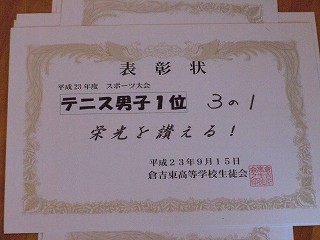 表彰状
平成23年度 スポーツ大会
テニス男子1位 3の1
栄光を讃える!
平成23年9月15日
倉吉東高等学校生徒会